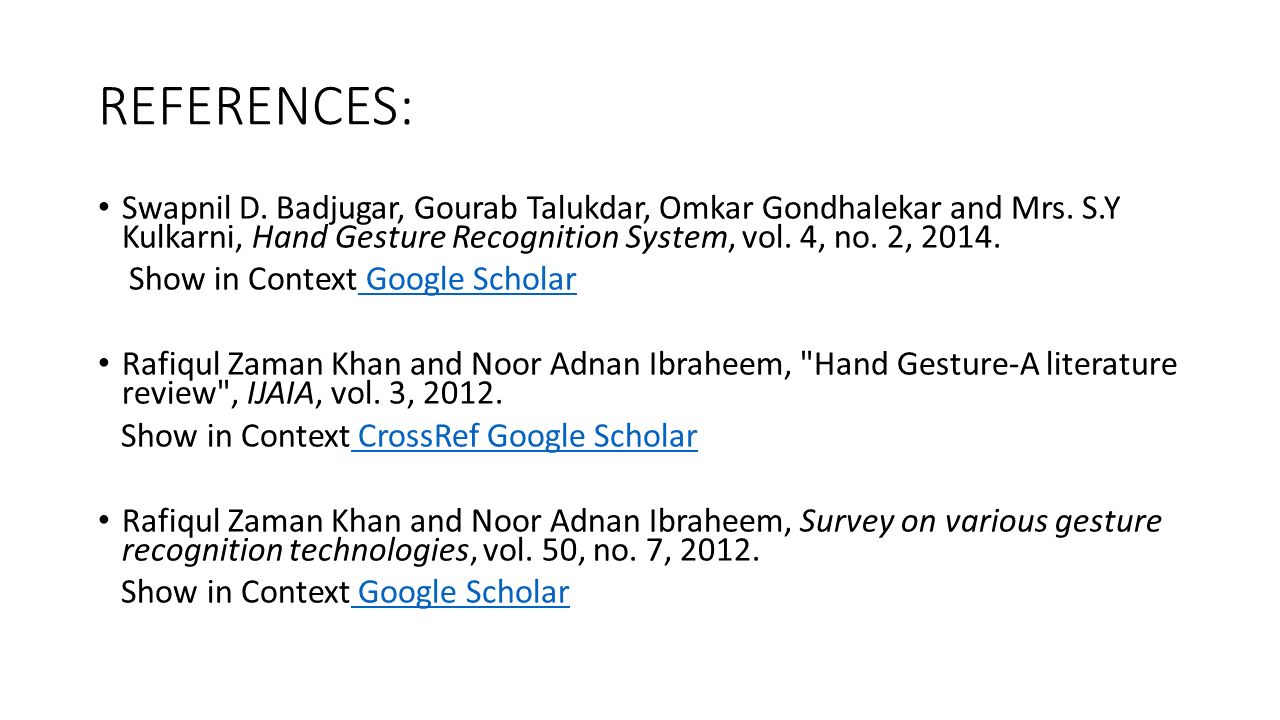 REFERENCES:
• Swapnil D. Badjugar, Gourab Talukdar, Omkar Gondhalekar and Mrs. S.Y
Kulkarni, Hand Gesture Recognition System, vol. 4, no. 2, 2014.
Show in Context Google Scholar
• Rafiqul Zaman Khan and Noor Adnan Ibraheem, "Hand Gesture-A literature
review", IJAIA, vol. 3, 2012.
Show in Context CrossRef Google Scholar
• Rafiqul Zaman Khan and Noor Adnan Ibraheem, Survey on various gesture
recognition technologies, vol. 50, no. 7, 2012.
Show in Context Google Scholar